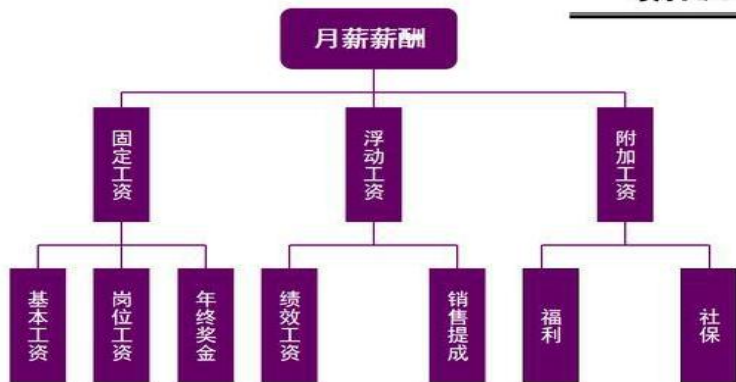 月薪薪酬
固定工资
浮动工资
附加工资
基本工资
岗位工资
年终奖金
绩效工资
销售提成
福利
社保